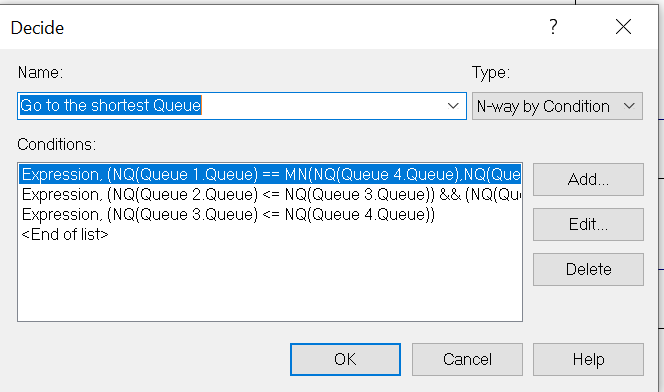 Decide
?
Name:
Type:
Go to the shortest Queue
N-way by Condition
Conditions:
Expression, (NQ(Queue 1.Queue) == MN(NQ(Queue 4.Queue),NQ(Que
Expression, (NQ(Queue 2.Queue) <= NQ(Queue 3.Queue)) && (NQ(Qu
Expression, (NQ(Queue 3.Queue) <= NQ(Queue 4.Queue))
<End of list>
Add...
Edit...
Delete
OK
Cancel
Help